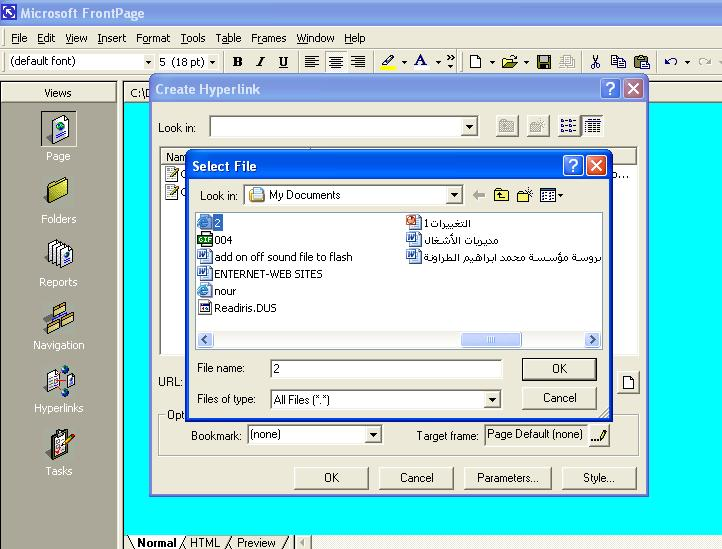 Microsoft FrontPage
File Edit View Insert Format Tools Table Frames Window Help
(default font) 5 (18 pt) B I U A
Views
Page
Folders
Reports
Navigation
Hyperlinks
Tasks
Create Hyperlink
Look in:
Select File
Look in: My Documents
2
004
add on off sound file to flash
ENTERNET-WEB SITES
nour
Readiris.DUS
التغييرات1
مديريات الأشغال
بروسة مؤسسة محمد ابراهيم الطراونة
File name: 2 OK
Files of type: All Files (*.*) Cancel
URL:
Bookmark: (none) Target frame: Page Default (none)
OK Cancel Parameters... Style...
Normal HTML Preview